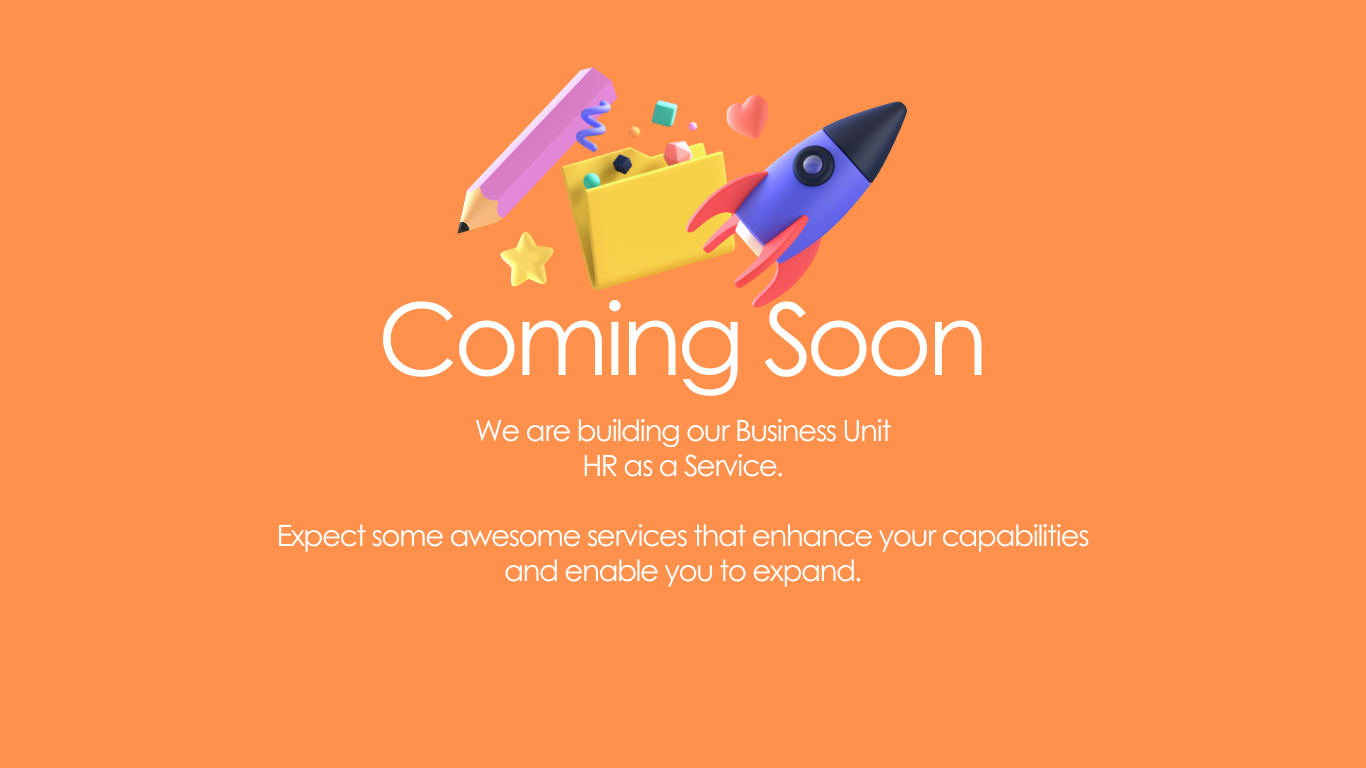 Coming Soon
We are building our Business Unit
HR as a Service.
Expect some awesome services that enhance your capabilities
and enable you to expand.